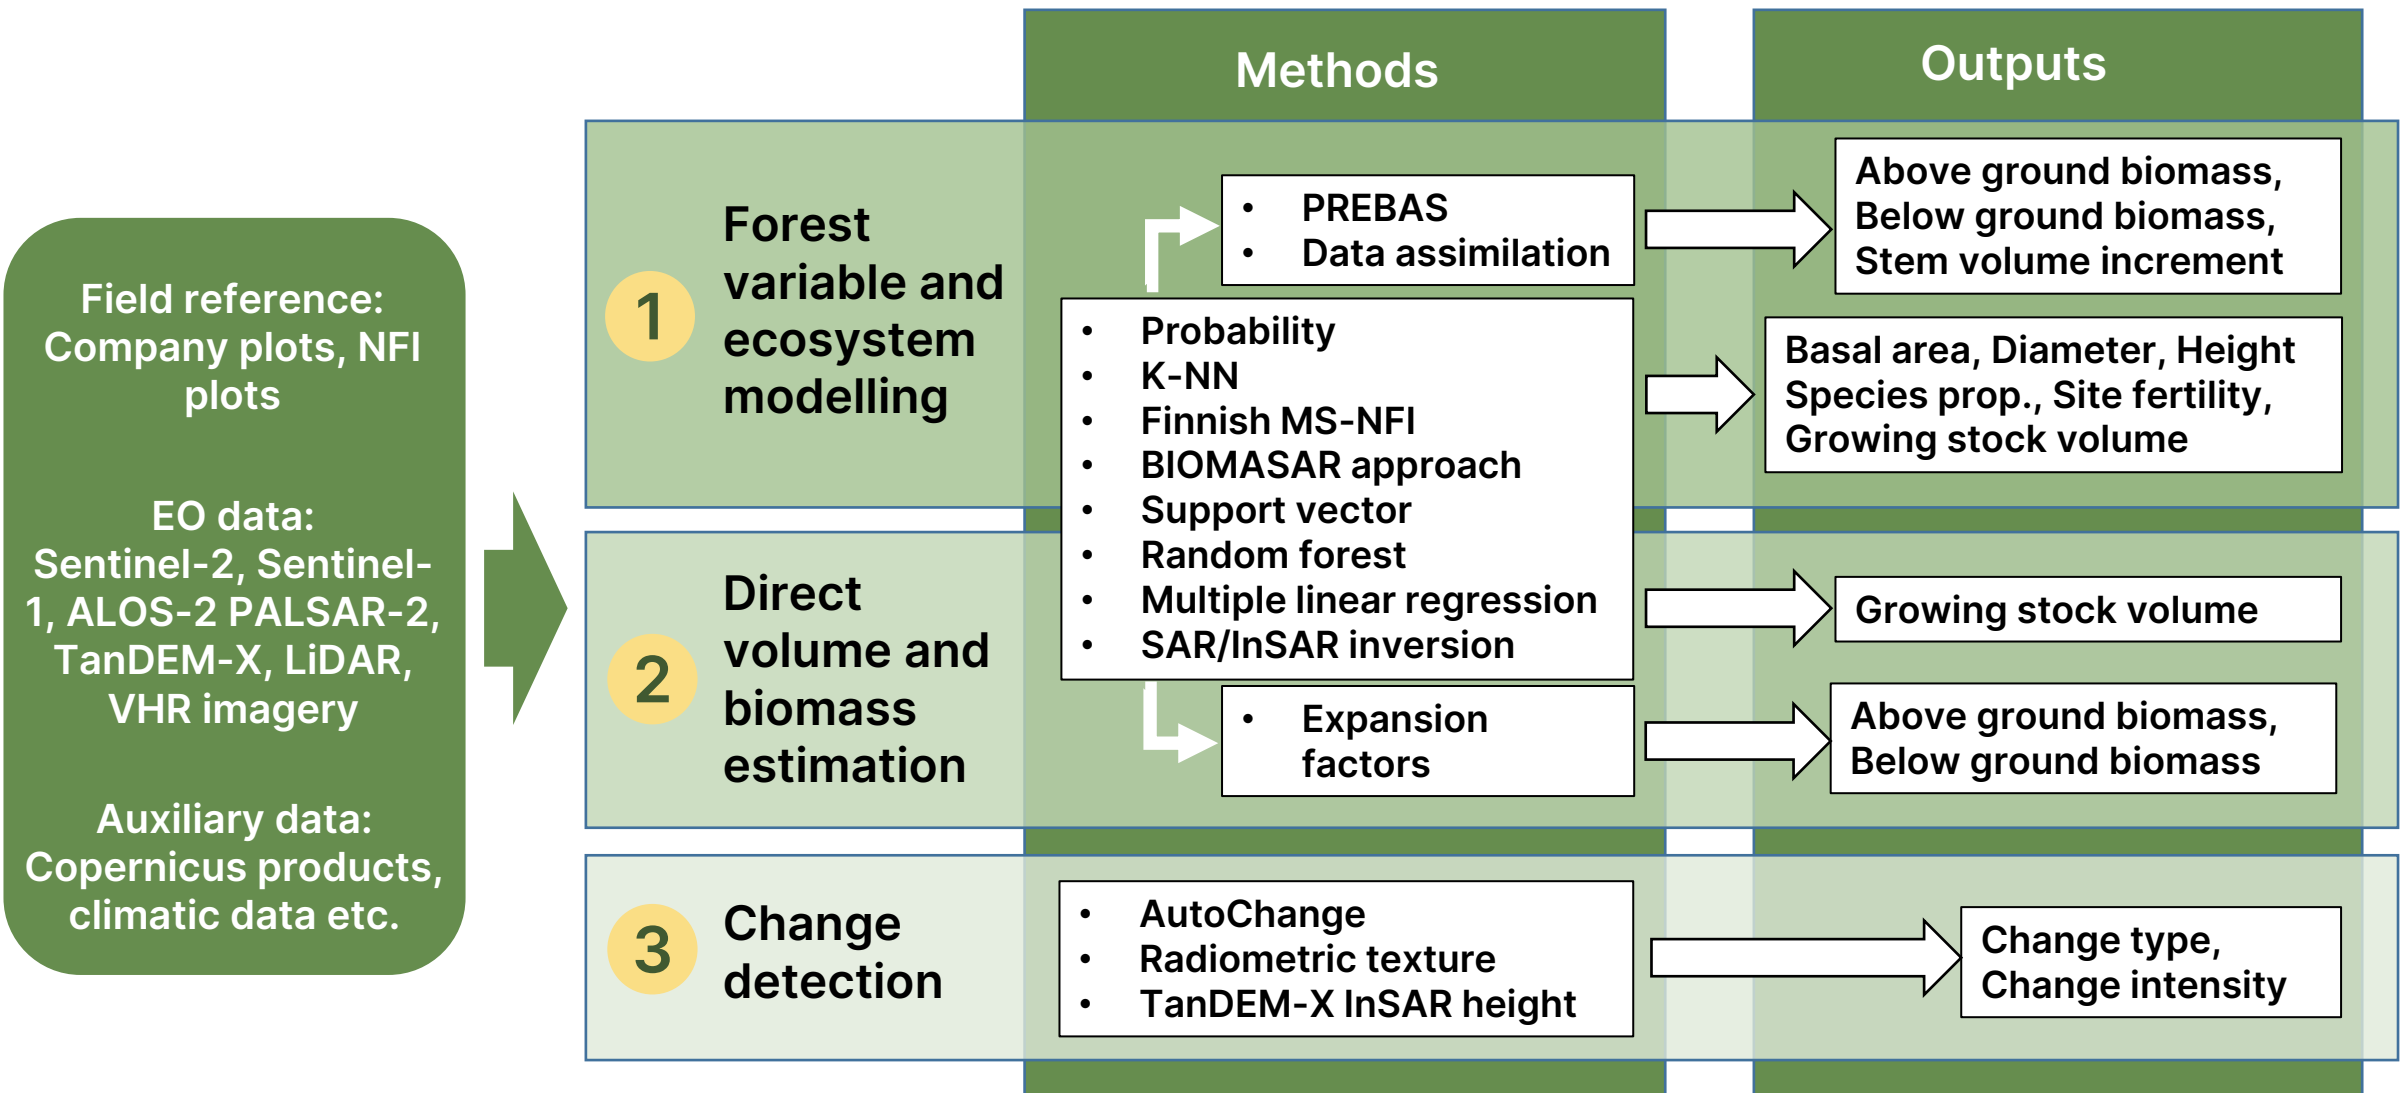 Methods
Outputs
Field reference:
Company plots, NFI
plots
EO data:
Sentinel-2, Sentinel-
1, ALOS-2 PALSAR-2,
TanDEM-X, LiDAR,
VHR imagery
Auxiliary data:
Copernicus products,
climatic data etc.
1
Forest
variable and
ecosystem
modelling
• PREBAS
• Data assimilation
Above ground biomass,
Below ground biomass,
Stem volume increment
• Probability
• K-NN
• Finnish MS-NFI
• BIOMASAR approach
• Support vector
• Random forest
• Multiple linear regression
• SAR/InSAR inversion
Basal area, Diameter, Height
Species prop., Site fertility,
Growing stock volume
2
Direct
volume and
biomass
estimation
Growing stock volume
• Expansion
factors
Above ground biomass,
Below ground biomass
3
Change
detection
• AutoChange
• Radiometric texture
• TanDEM-X InSAR height
Change type,
Change intensity